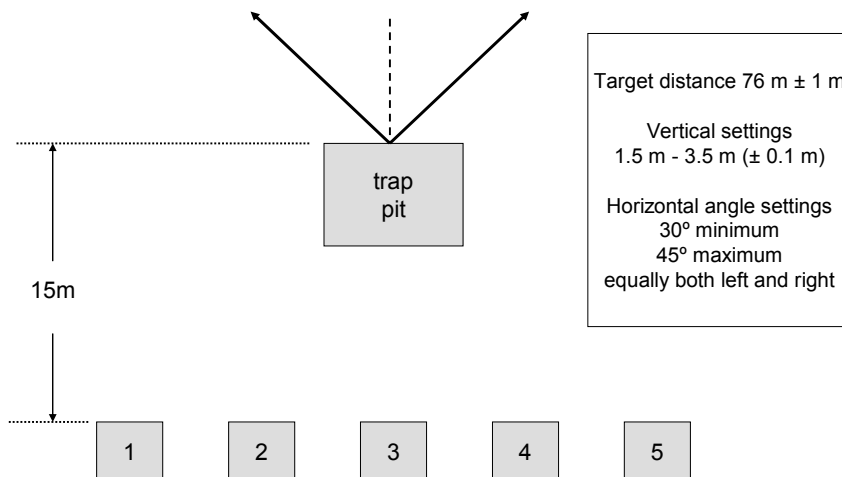 Target distance 76 m ± 1 m
Vertical settings
1.5 m - 3.5 m (± 0.1 m)
Horizontal angle settings
30º minimum
45º maximum
equally both left and right
trap
pit
15m
1
2
3
4
5